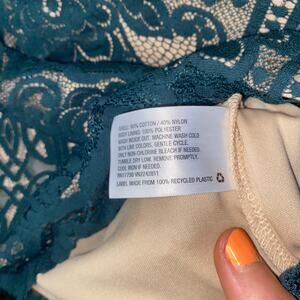 SHELL: 60% COTTON / 40% NYLON
BODY LINING: 100% POLYESTER
WASH INSIDE OUT. MACHINE WASH COLD
WITH LIKE COLORS. GENTLE CYCLE.
ONLY NON-CHLORINE BLEACH IF NEEDED.
TUMBLE DRY LOW. REMOVE PROMPTLY.
COOL IRON IF NEEDED.
RN17730 VN2242811
(LABEL MADE FROM 100% RECYCLED PLASTIC)